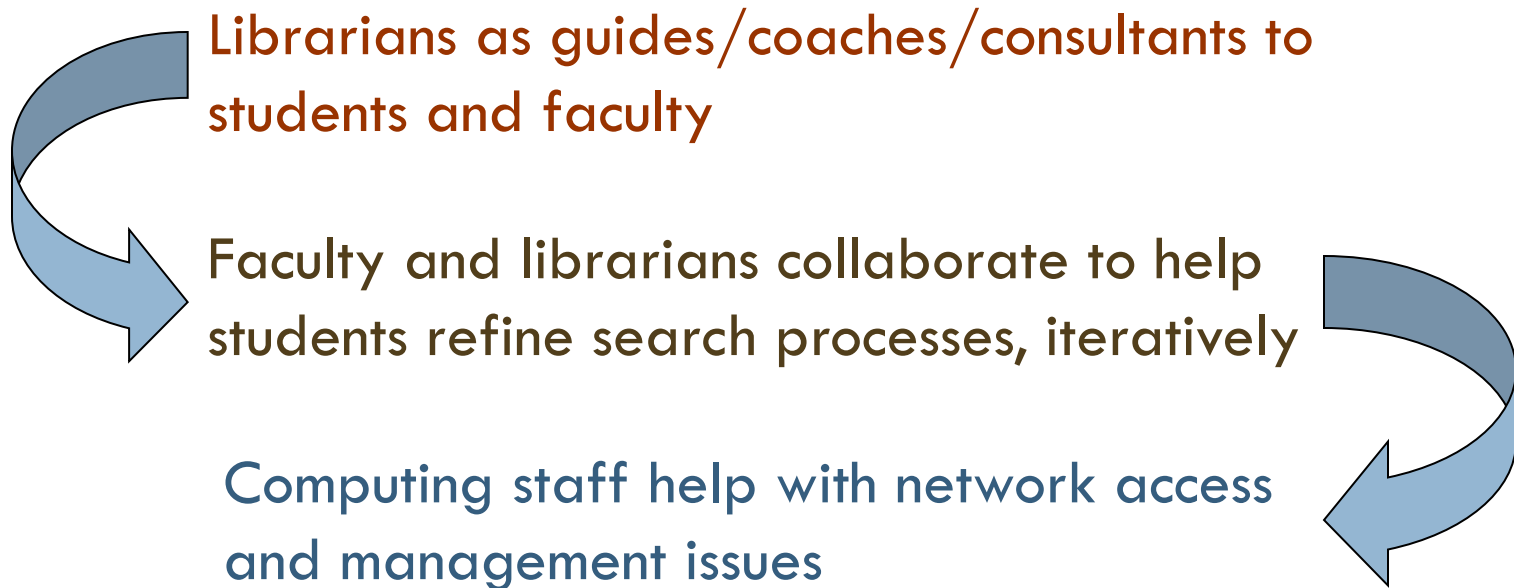 Librarians as guides/coaches/consultants to
students and faculty
Faculty and librarians collaborate to help
students refine search processes, iteratively
Computing staff help with network access
and management issues